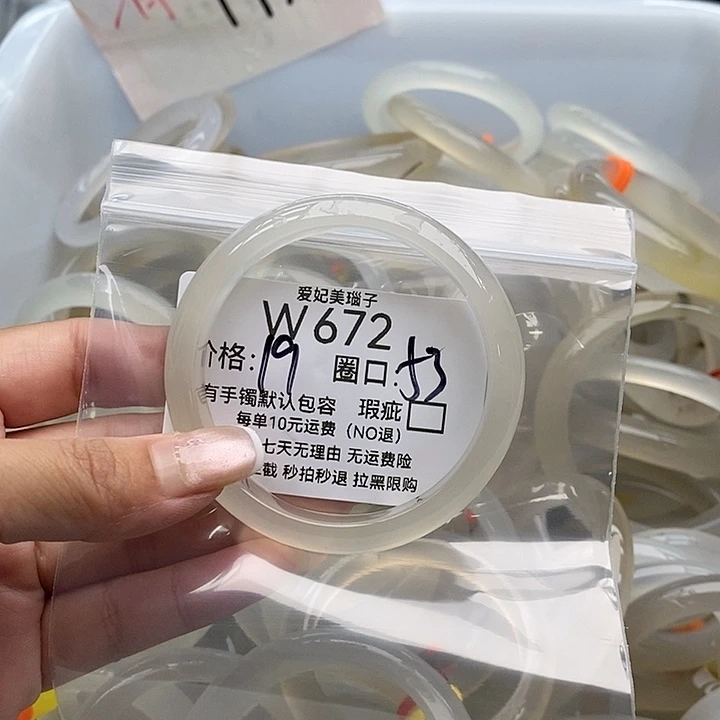 爱妃美瑙子
W672
价格:19 圈口:53
有手镯默认包容 瑕疵
每单10元运费 (NO退)
七天无理由 无运费险
截 秒拍秒退 拉黑限购